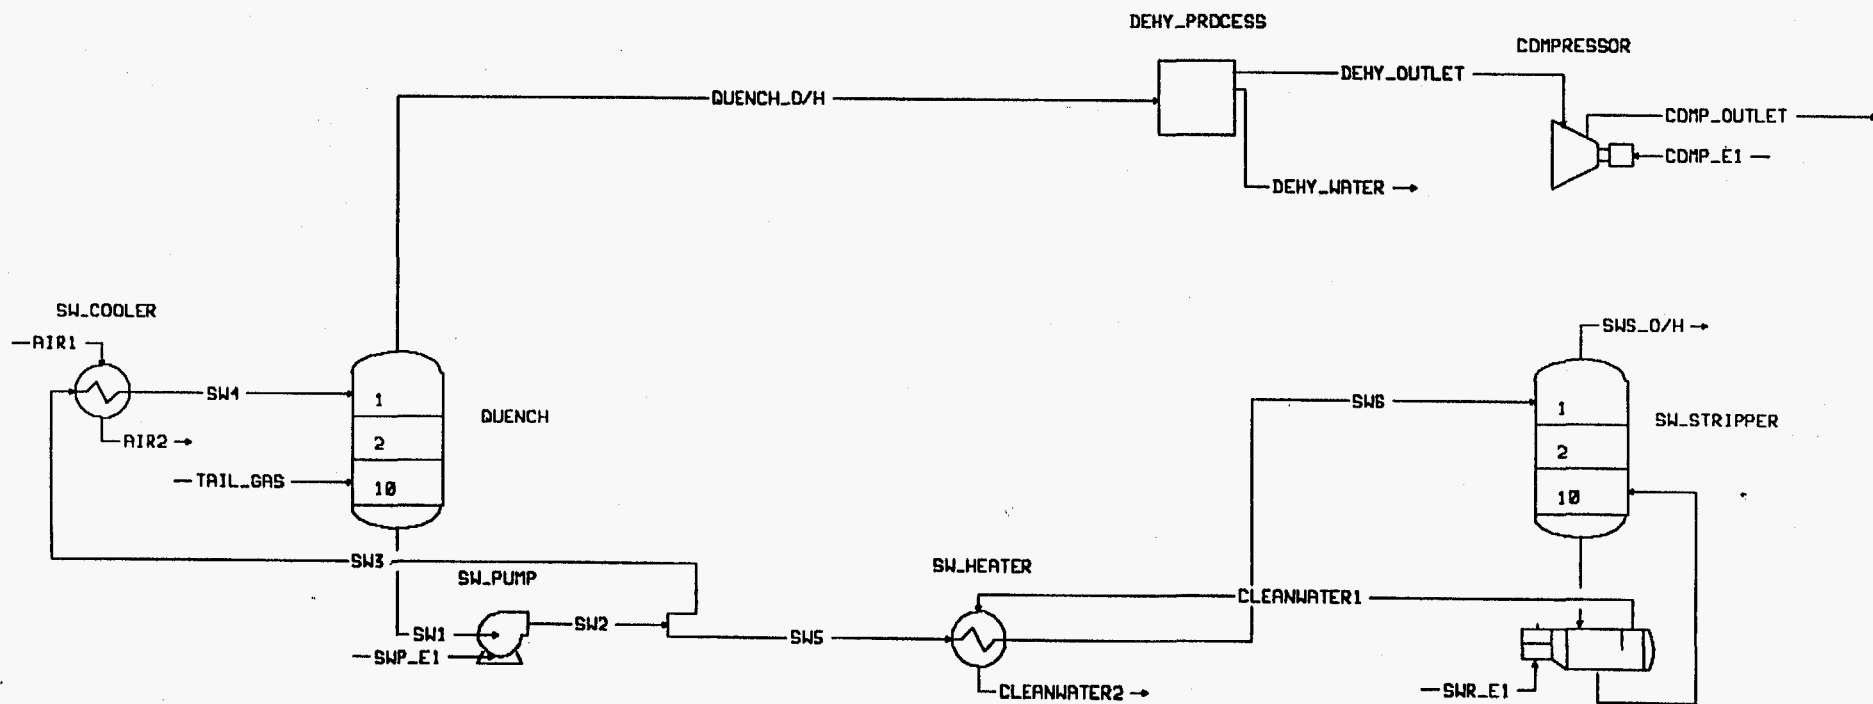 DEHY_PROCESS
COMPRESSOR
DEHY_OUTLET
QUENCH_O/H
COMP_OUTLET
COMP_E1
DEHY_WATER
SW_COOLER
SWS_O/H
AIR1
SW4
1
QUENCH
SW6
1
SW_STRIPPER
AIR2
2
2
TAIL_GAS
10
10
SW3
SW_PUMP
SW_HEATER
CLEANWATER1
SW1
SW2
SW5
SWP_E1
CLEANWATER2
SWR_E1